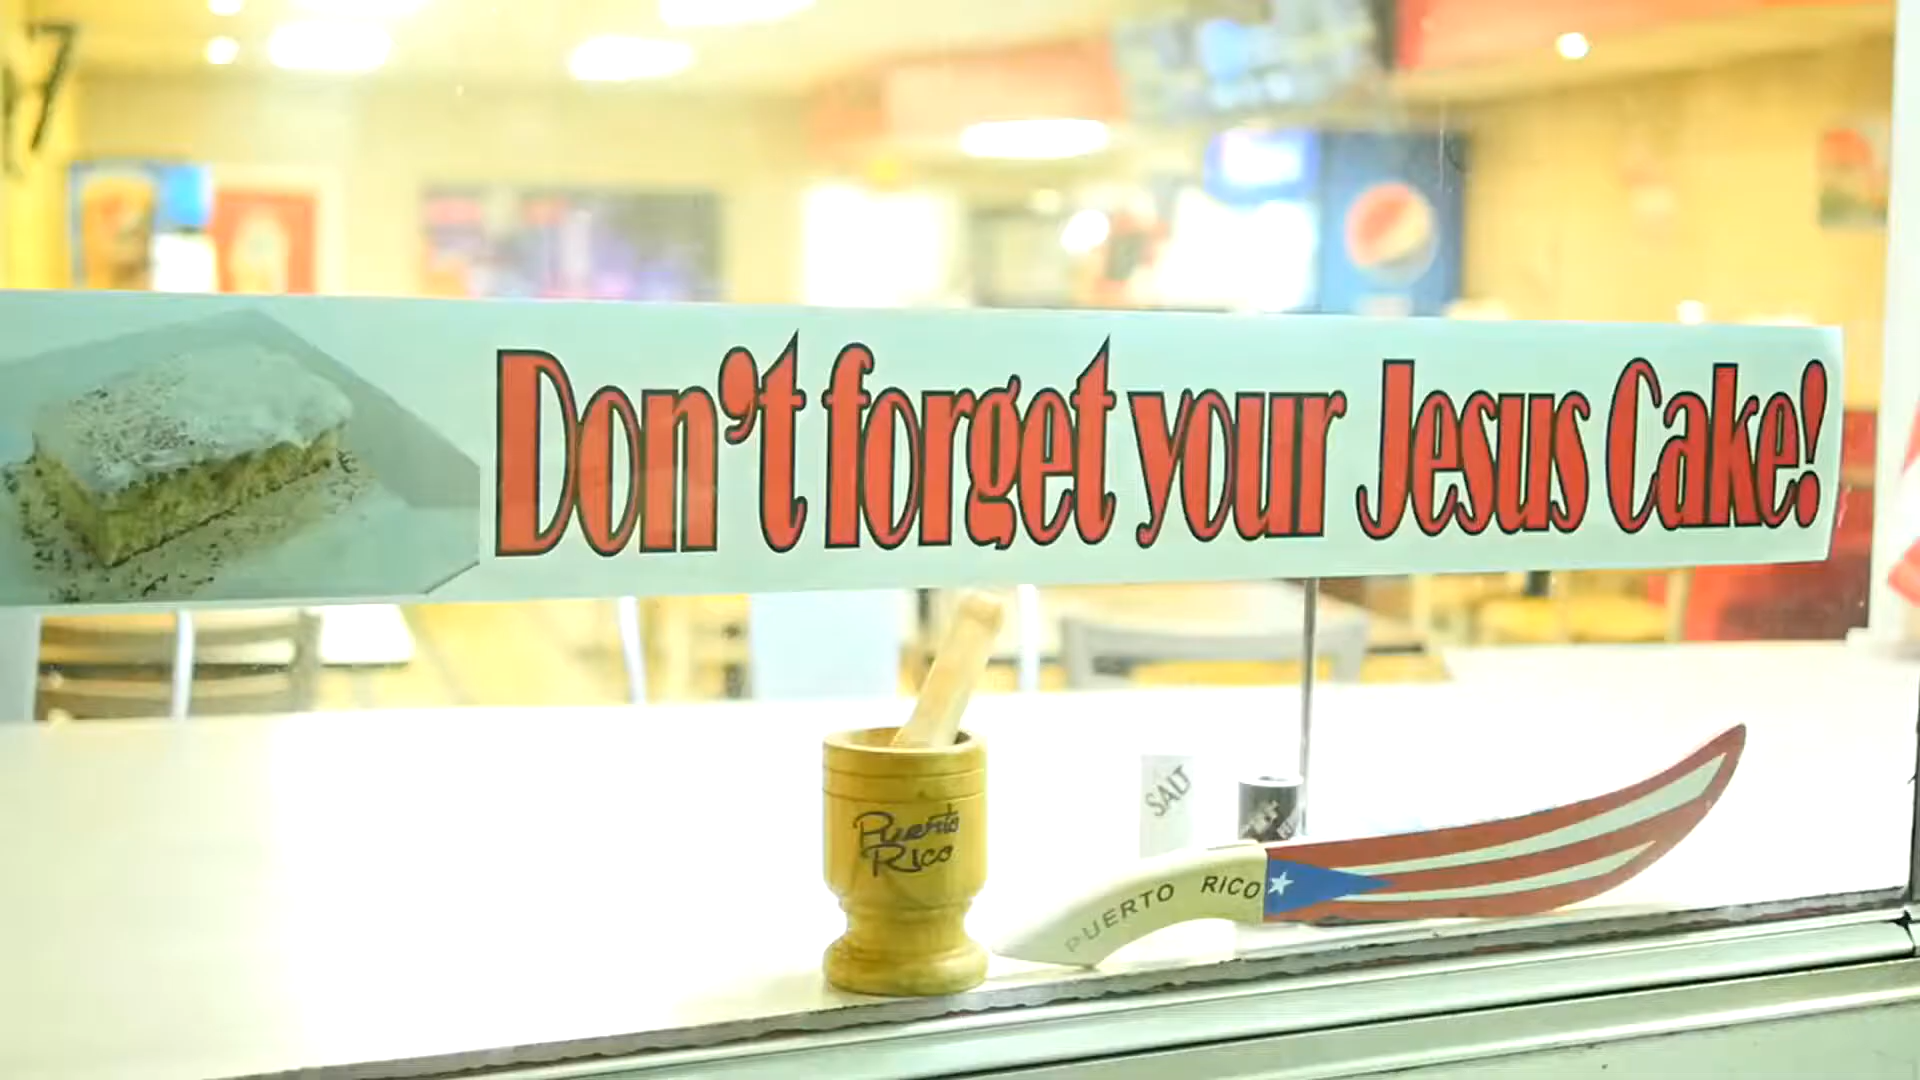 Don't forget your Jesus Cake!
Puerto
Rico
SALT
PUERTO RICO